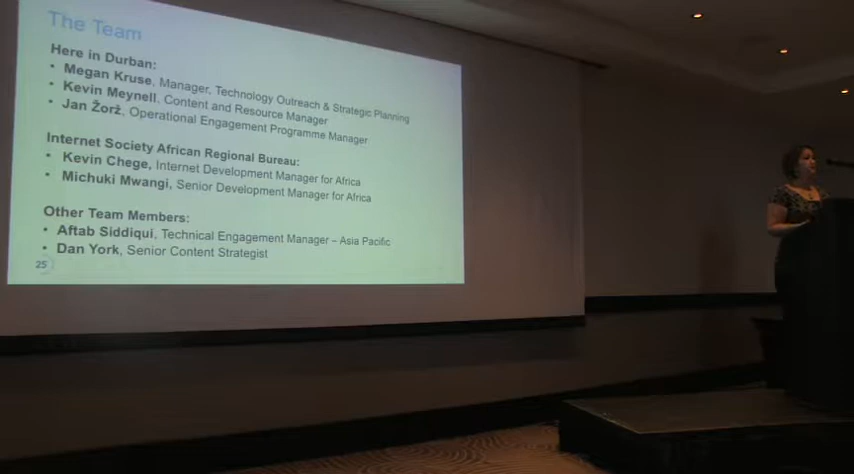 The Team
Here in Durban:
• Megan Kruse, Manager, Technology Outreach & Strategic Planning
• Kevin Meynell, Content and Resource Manager
• Jan Žorž, Operational Engagement Programme Manager
Internet Society African Regional Bureau:
• Kevin Chege, Internet Development Manager for Africa
• Michuki Mwangi, Senior Development Manager for Africa
Other Team Members:
• Aftab Siddiqui, Technical Engagement Manager – Asia Pacific
• Dan York, Senior Content Strategist
25